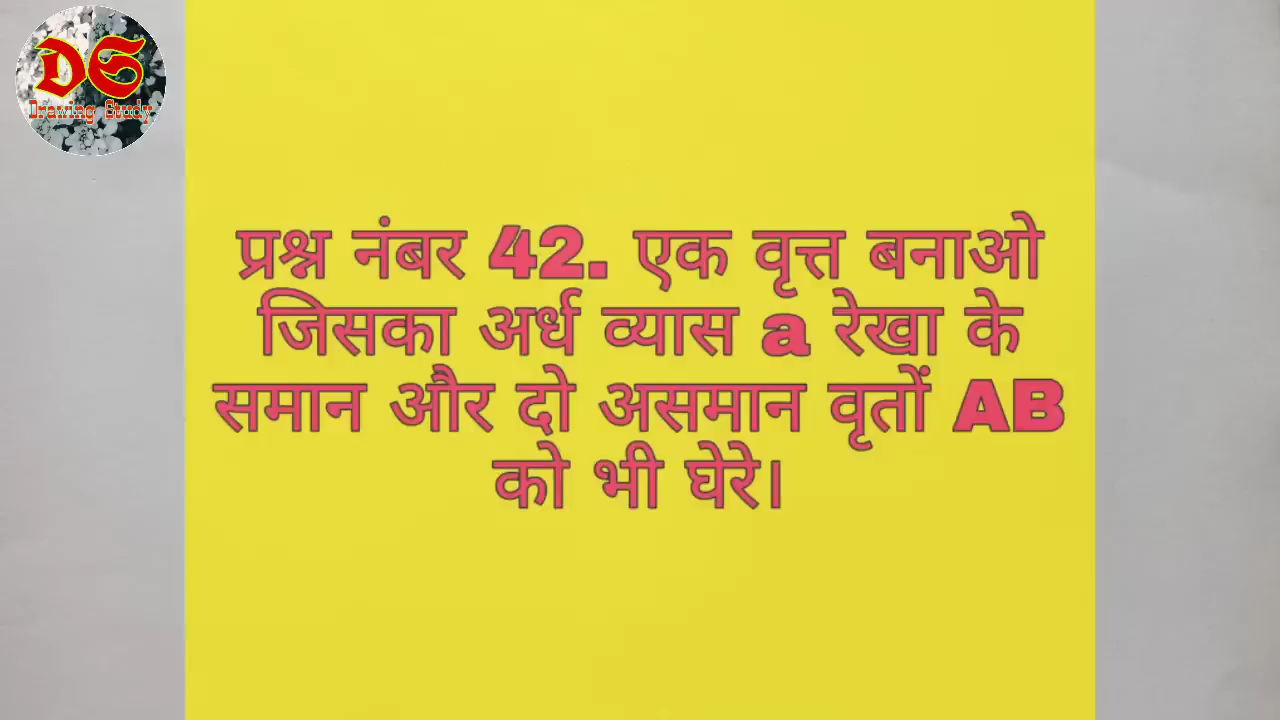 DS
Drawing Study
प्रश्न नंबर 42. एक वृत्त बनाओ
जिसका अर्ध व्यास a रेखा के
समान और दो असमान वृतों AB
को भी घेरे।